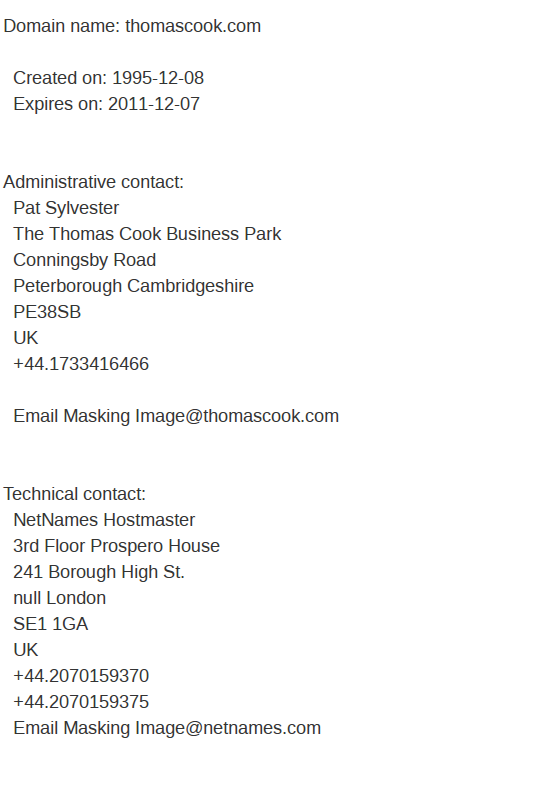 Domain name: thomascook.com
Created on: 1995-12-08
Expires on: 2011-12-07
Administrative contact:
Pat Sylvester
The Thomas Cook Business Park
Conningsby Road
Peterborough Cambridgeshire
PE38SB
UK
+44.1733416466
Email Masking Image@thomascook.com
Technical contact:
NetNames Hostmaster
3rd Floor Prospero House
241 Borough High St.
null London
SE1 1GA
UK
+44.2070159370
+44.2070159375
Email Masking Image@netnames.com